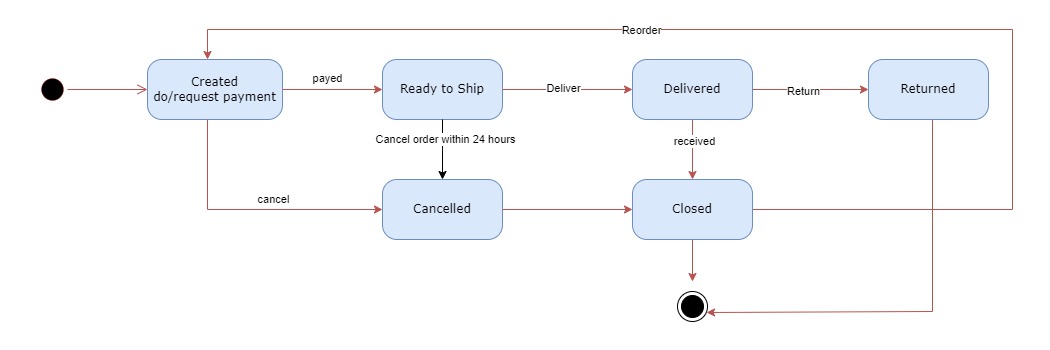 Reorder
Created
do/request payment
payed
Ready to Ship
Deliver
Delivered
Return
Returned
Cancel order within 24 hours
received
cancel
Cancelled
Closed